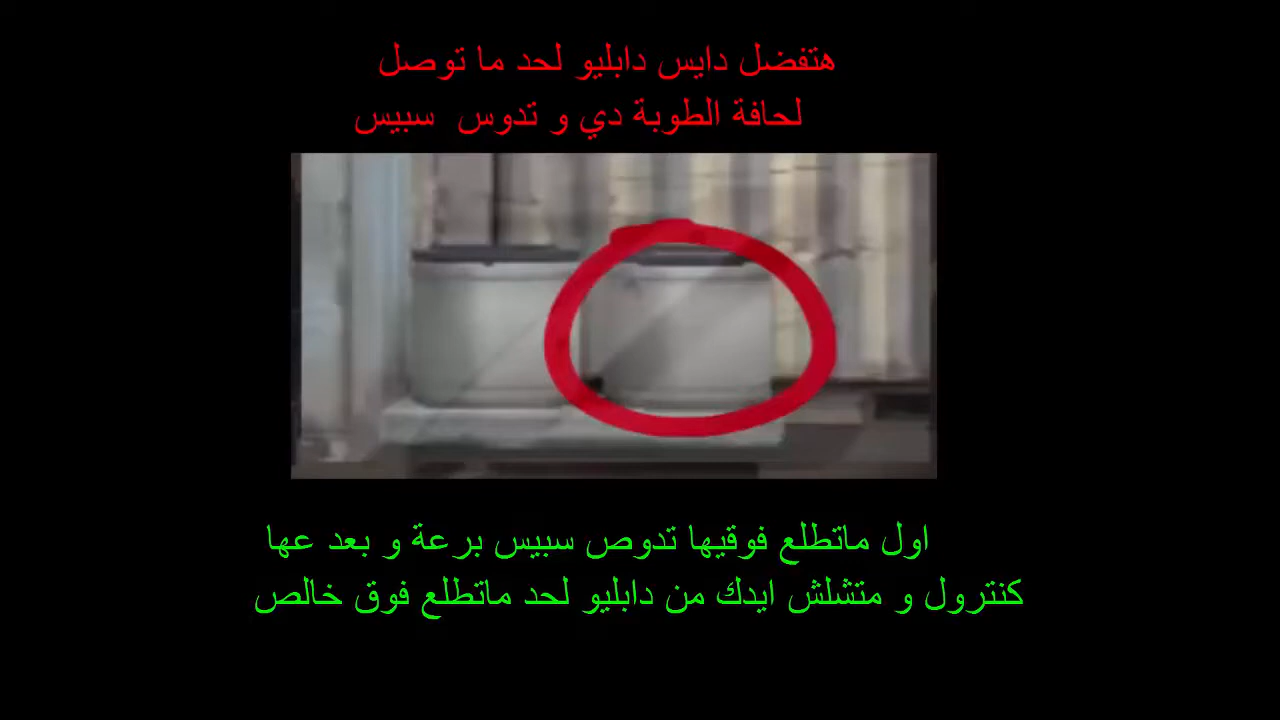 هتفضل دايس دابليو لحد ما توصل
لحافة الطوبة دي و تدوس سبيس
اول ماتطلع فوقيها تدوص سبيس برعة و بعد عها
كنترول و متشلش ايدك من دابليو لحد ماتطلع فوق خالص